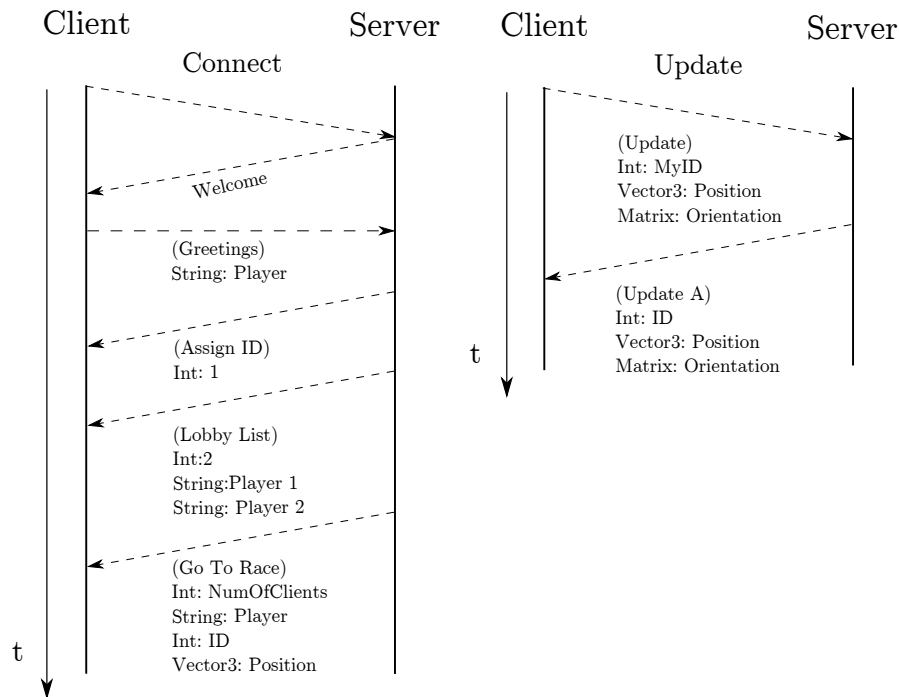 Client
Server
Connect
Welcome
(Greetings)
String: Player
(Assign ID)
Int: 1
(Lobby List)
Int:2
String:Player 1
String: Player 2
(Go To Race)
Int: NumOfClients
String: Player
Int: ID
Vector3: Position
t
Client
Server
Update
(Update)
Int: MyID
Vector3: Position
Matrix: Orientation
(Update A)
Int: ID
Vector3: Position
Matrix: Orientation
t